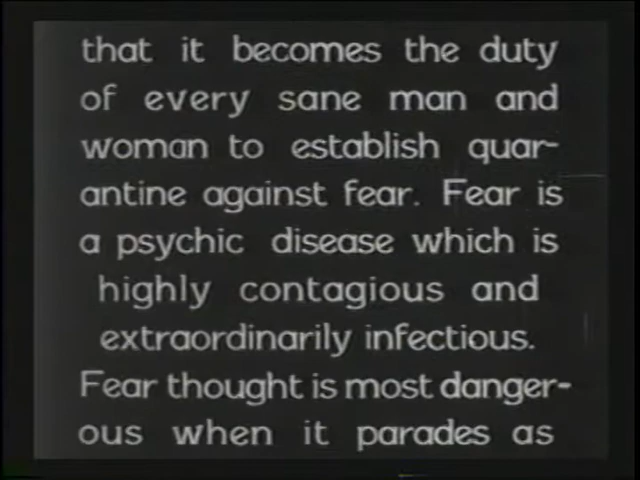 that it becomes the duty
of every sane man and
woman to establish quar-
antine against fear. Fear is
a psychic disease which is
highly contagious and
extraordinarily infectious.
Fear thought is most danger-
ous when it parades as